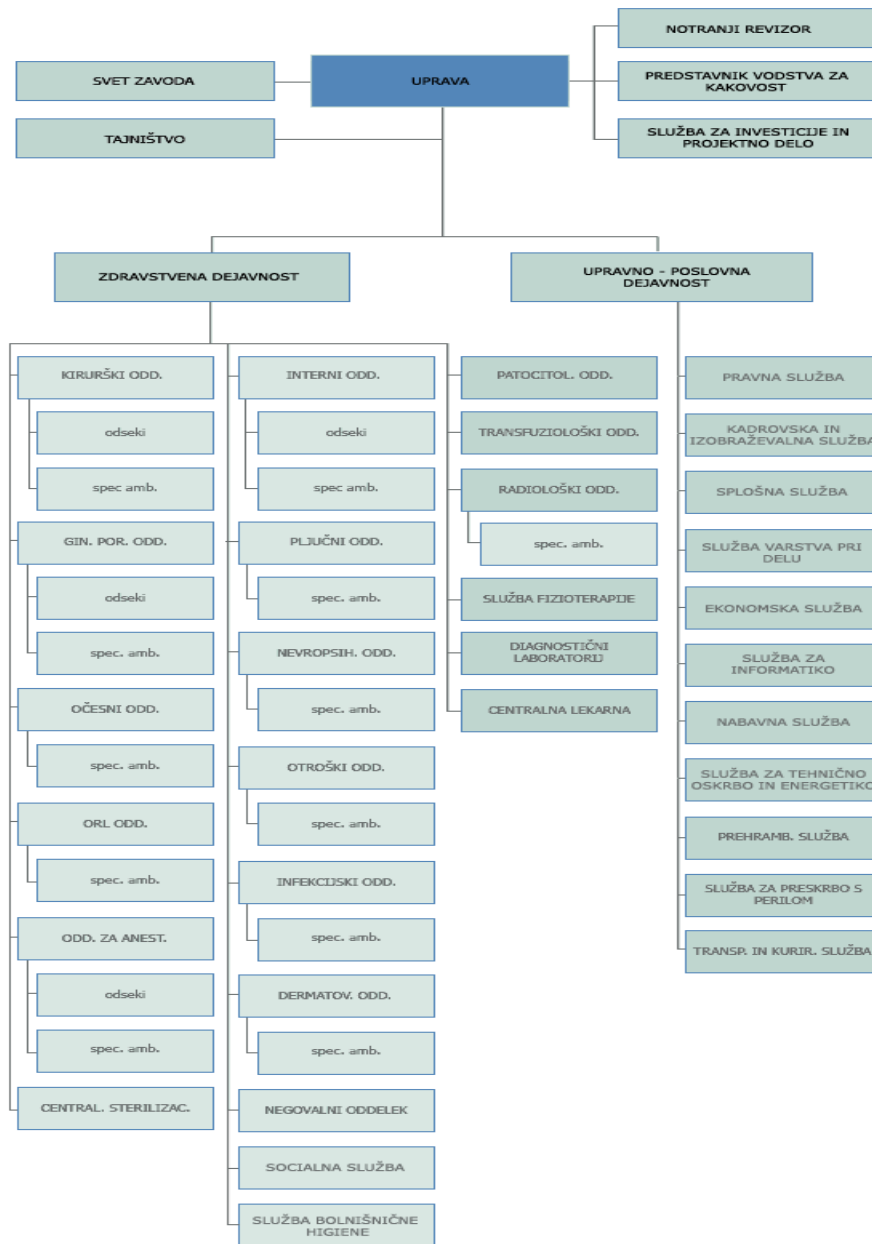 NOTRANJI REVIZOR
SVET ZAVODA
UPRAVA
PREDSTAVNIK VODSTVA ZA
KAKOVOST
TAJNIŠTVO
SLUŽBA ZA INVESTICIJE IN
PROJEKTNO DELO
ZDRAVSTVENA DEJAVNOST
UPRAVNO - POSLOVNA
DEJAVNOST
KIRURŠKI ODD.
odseki
spec amb.
GIN. POR. ODD.
odseki
spec. amb.
OČESNI ODD.
spec. amb.
ORL ODD.
spec. amb.
ODD. ZA ANEST.
odseki
spec. amb.
CENTRAL. STERILIZAC.
INTERNI ODD.
odseki
spec amb.
PLJUČNI ODD.
spec. amb.
NEVROPSIH. ODD.
spec. amb.
OTROŠKI ODD.
spec. amb.
INFEKCIJSKI ODD.
spec. amb.
DERMATOV. ODD.
spec. amb.
NEGOVALNI ODDELEK
SOCIALNA SLUŽBA
SLUŽBA BOLNIŠNIČNE
HIGIENE
PATOCITOL. ODD.
TRANSFUZIOLOŠKI ODD.
RADIOLOŠKI ODD.
spec. amb.
SLUŽBA FIZIOTERAPIJE
DIAGNOSTIČNI
LABORATORIJ
CENTRALNA LEKARNA
PRAVNA SLUŽBA
KADROVSKA IN
IZOBRAŽEVALNA SLUŽBA
SPLOŠNA SLUŽBA
SLUŽBA VARSTVA PRI
DELU
EKONOMSKA SLUŽBA
SLUŽBA ZA
INFORMATIKO
NABAVNA SLUŽBA
SLUŽBA ZA TEHNIČNO
OSKRBO IN ENERGETIKO
PREHRAMB. SLUŽBA
SLUŽBA ZA PRESKRBO S
PERILOM
TRANSP. IN KURIR. SLUŽBA